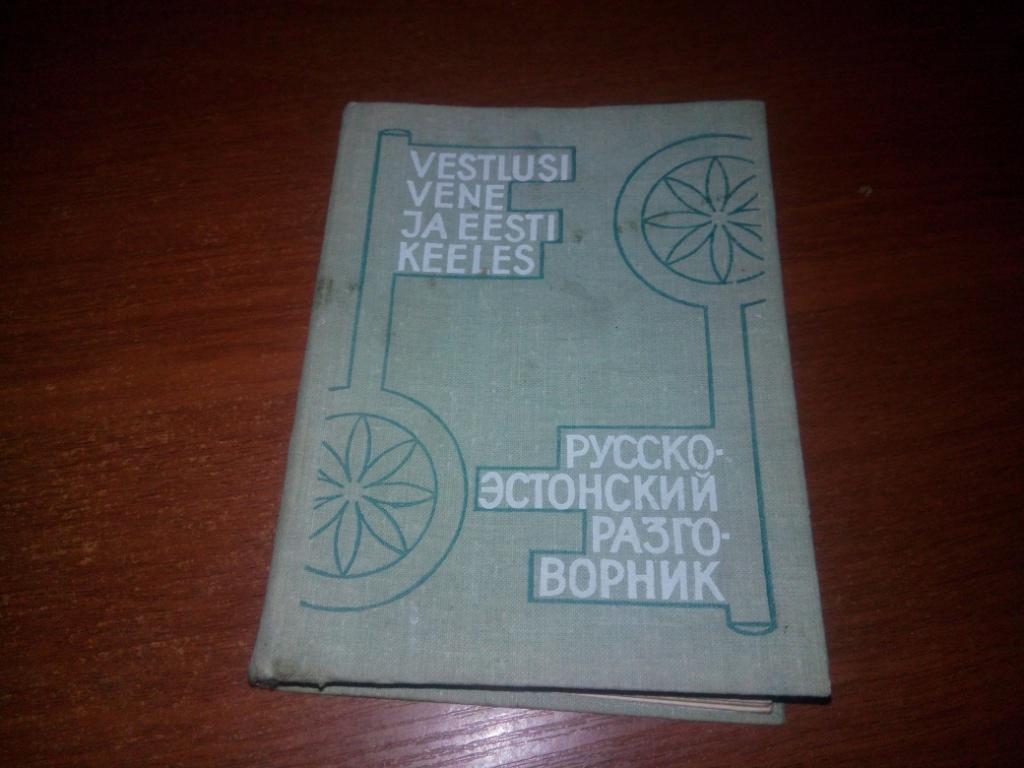 VESTLUSI
VENE
JA EESTI
KEELES
РУССКО-
ЭСТОНСКИЙ
РАЗГО-
ВОРНИК